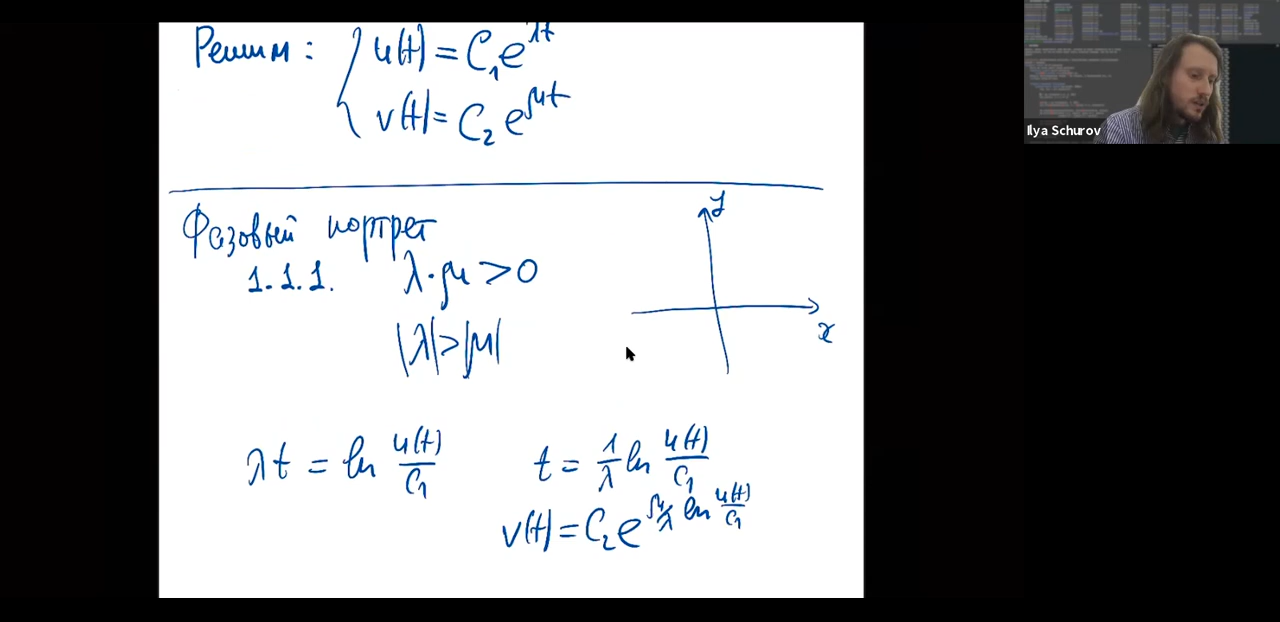 Решим: { u(t) = C₁e^{λt}
v(t) = C₂e^{μt}
Фазовый портрет
1.1.1. λ·μ > 0
|λ| > |μ|
y
x
λt = ln u(t)/C₁
t = 1/λ ln u(t)/C₁
v(t) = C₂e^{μ/λ ln u(t)/C₁}
Ilya Schurov